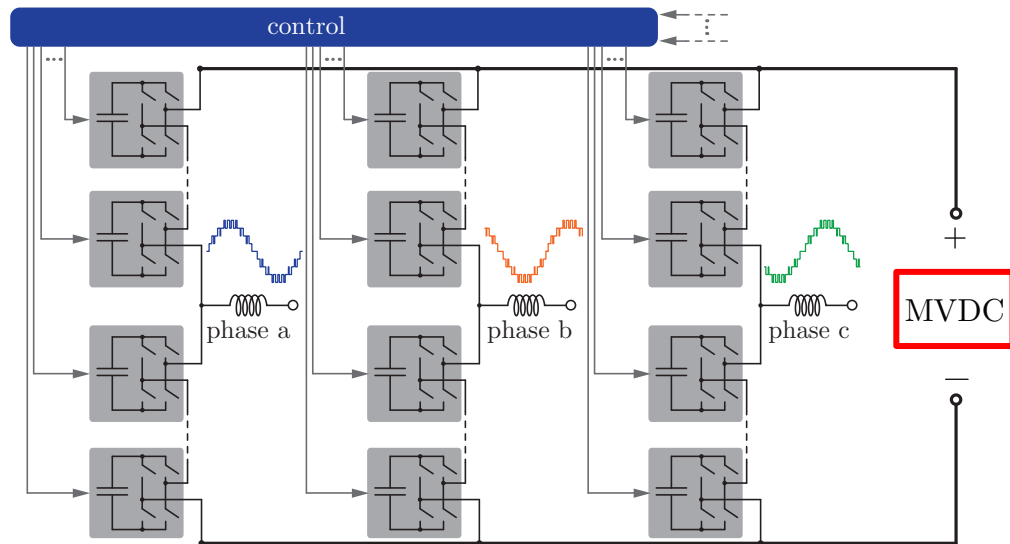 control
phase a
phase b
phase c
+
MVDC
−